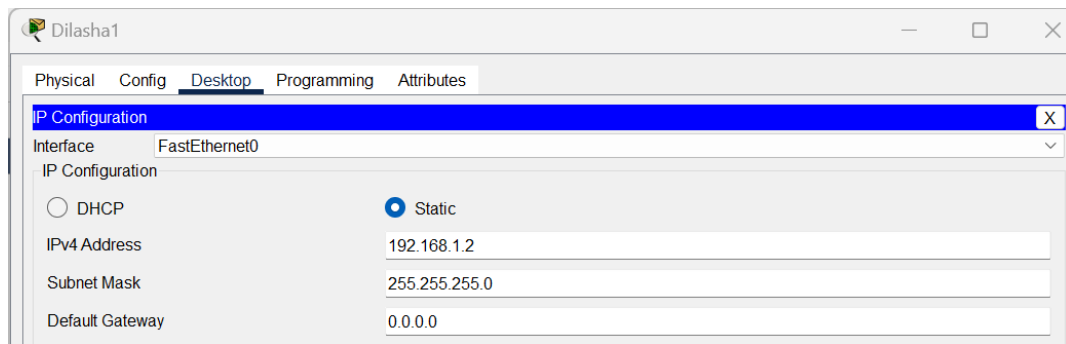 Dilasha1
Physical Config Desktop Programming Attributes
IP Configuration X
Interface FastEthernet0
IP Configuration
DHCP Static
IPv4 Address 192.168.1.2
Subnet Mask 255.255.255.0
Default Gateway 0.0.0.0